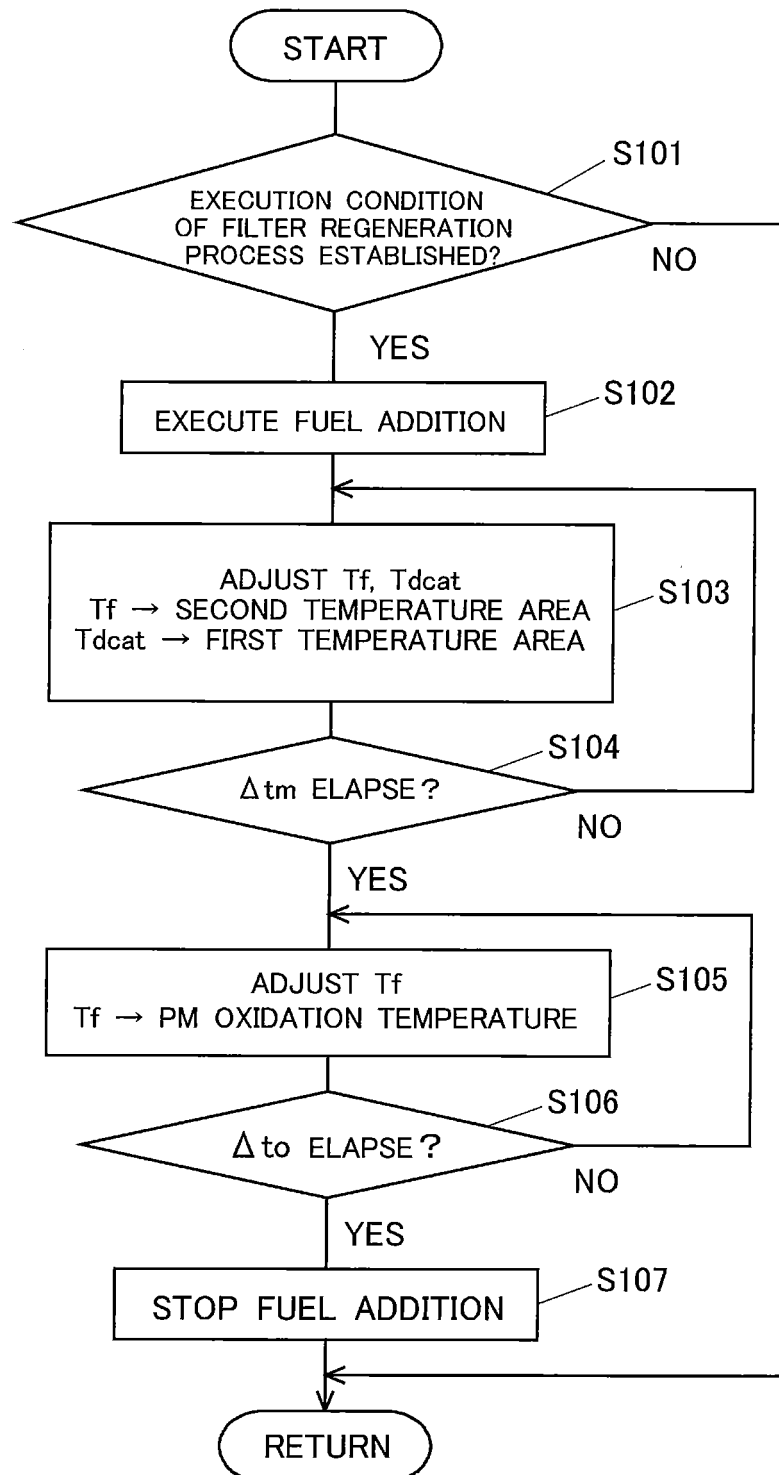 START
S101
EXECUTION CONDITION
OF FILTER REGENERATION
PROCESS ESTABLISHED?
NO
YES
S102
EXECUTE FUEL ADDITION
ADJUST Tf, Tdcat
Tf → SECOND TEMPERATURE AREA
Tdcat → FIRST TEMPERATURE AREA
S103
S104
Δtm ELAPSE?
NO
YES
ADJUST Tf
Tf → PM OXIDATION TEMPERATURE
S105
S106
Δto ELAPSE?
NO
YES
S107
STOP FUEL ADDITION
RETURN